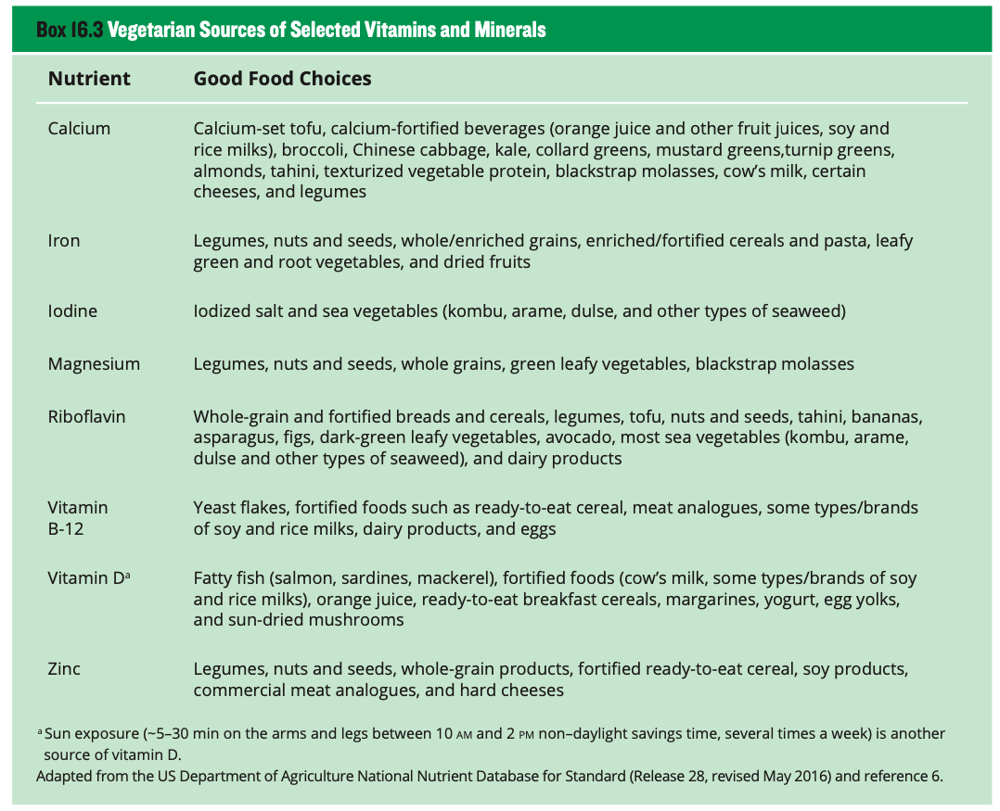 Box 16.3 Vegetarian Sources of Selected Vitamins and Minerals
Nutrient Good Food Choices
Calcium Calcium-set tofu, calcium-fortified beverages (orange juice and other fruit juices, soy and
rice milks), broccoli, Chinese cabbage, kale, collard greens, mustard greens,turnip greens,
almonds, tahini, texturized vegetable protein, blackstrap molasses, cow’s milk, certain
cheeses, and legumes
Iron Legumes, nuts and seeds, whole/enriched grains, enriched/fortified cereals and pasta, leafy
green and root vegetables, and dried fruits
Iodine Iodized salt and sea vegetables (kombu, arame, dulse, and other types of seaweed)
Magnesium Legumes, nuts and seeds, whole grains, green leafy vegetables, blackstrap molasses
Riboflavin Whole-grain and fortified breads and cereals, legumes, tofu, nuts and seeds, tahini, bananas,
asparagus, figs, dark-green leafy vegetables, avocado, most sea vegetables (kombu, arame,
dulse and other types of seaweed), and dairy products
Vitamin Yeast flakes, fortified foods such as ready-to-eat cereal, meat analogues, some types/brands
B-12 of soy and rice milks, dairy products, and eggs
Vitamin Dᵃ Fatty fish (salmon, sardines, mackerel), fortified foods (cow’s milk, some types/brands of soy
and rice milks), orange juice, ready-to-eat breakfast cereals, margarines, yogurt, egg yolks,
and sun-dried mushrooms
Zinc Legumes, nuts and seeds, whole-grain products, fortified ready-to-eat cereal, soy products,
commercial meat analogues, and hard cheeses
ᵃ Sun exposure (~5–30 min on the arms and legs between 10 AM and 2 PM non–daylight savings time, several times a week) is another
source of vitamin D.
Adapted from the US Department of Agriculture National Nutrient Database for Standard (Release 28, revised May 2016) and reference 6.